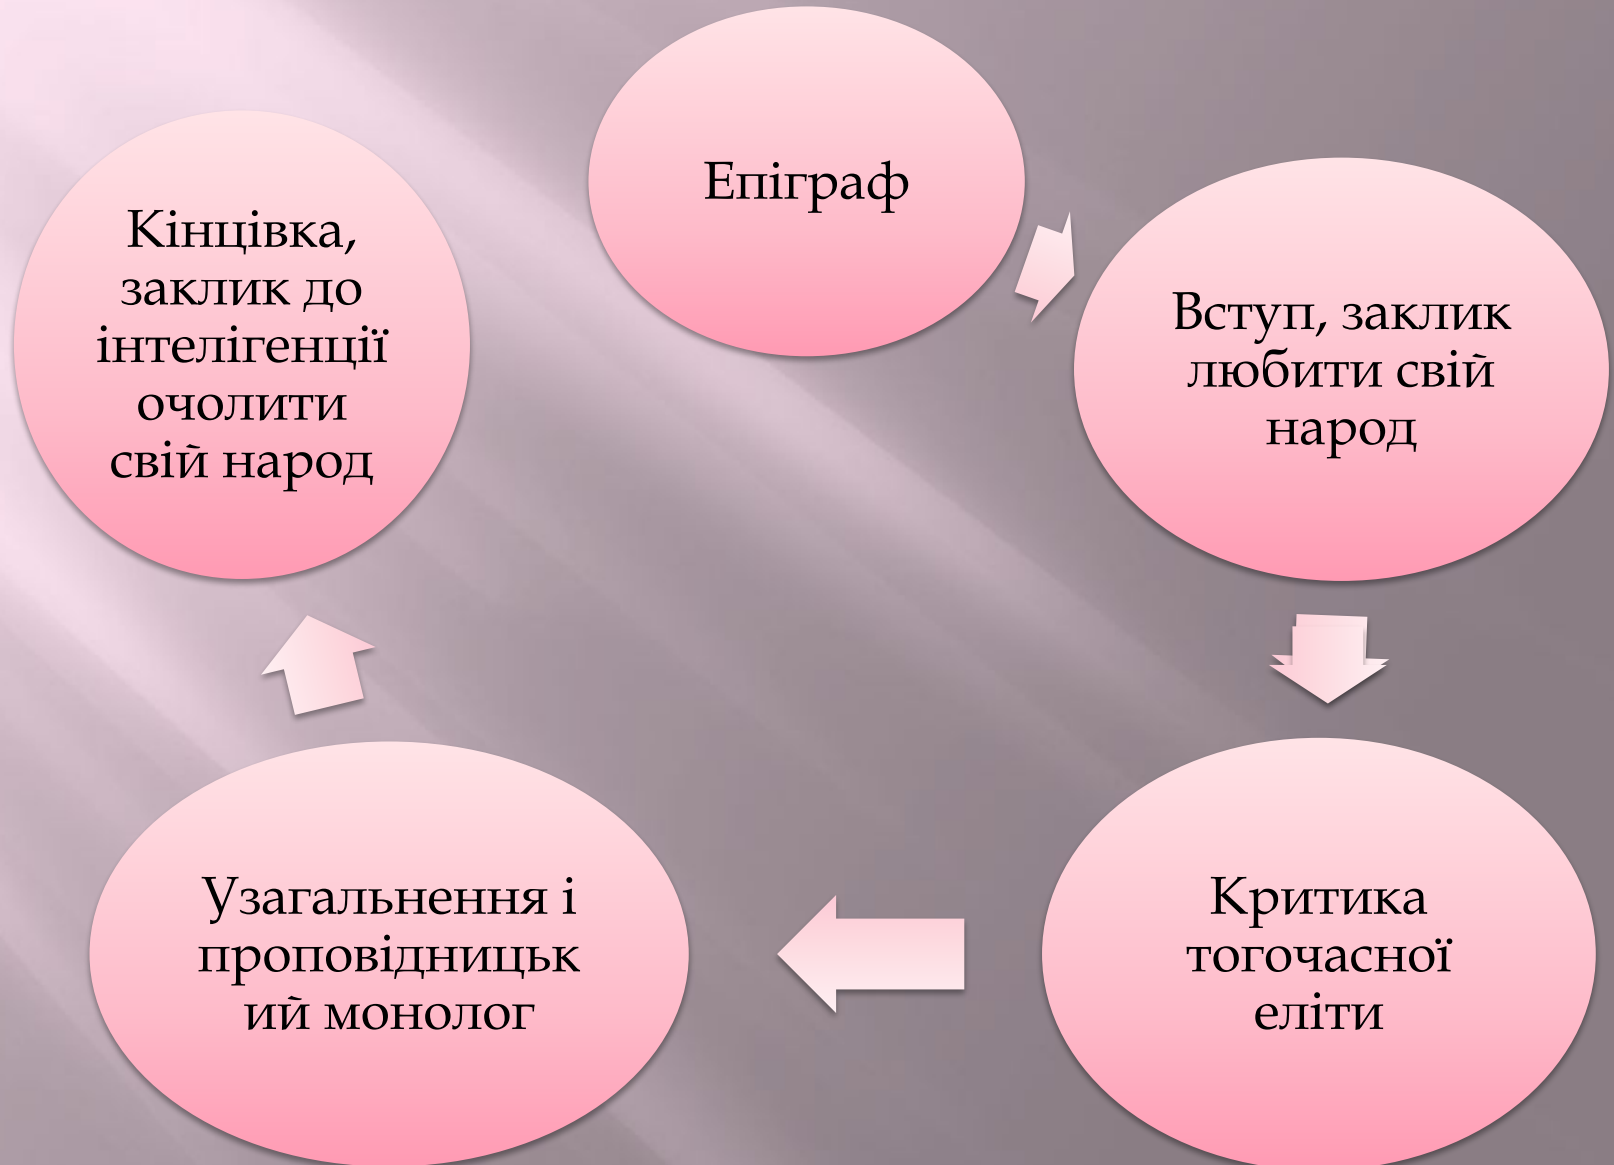 Епіграф
Вступ, заклик
любити свій
народ
Критика
тогочасної
еліти
Узагальнення і
проповідницьк
ий монолог
Кінцівка,
заклик до
інтелігенції
очолити
свій народ